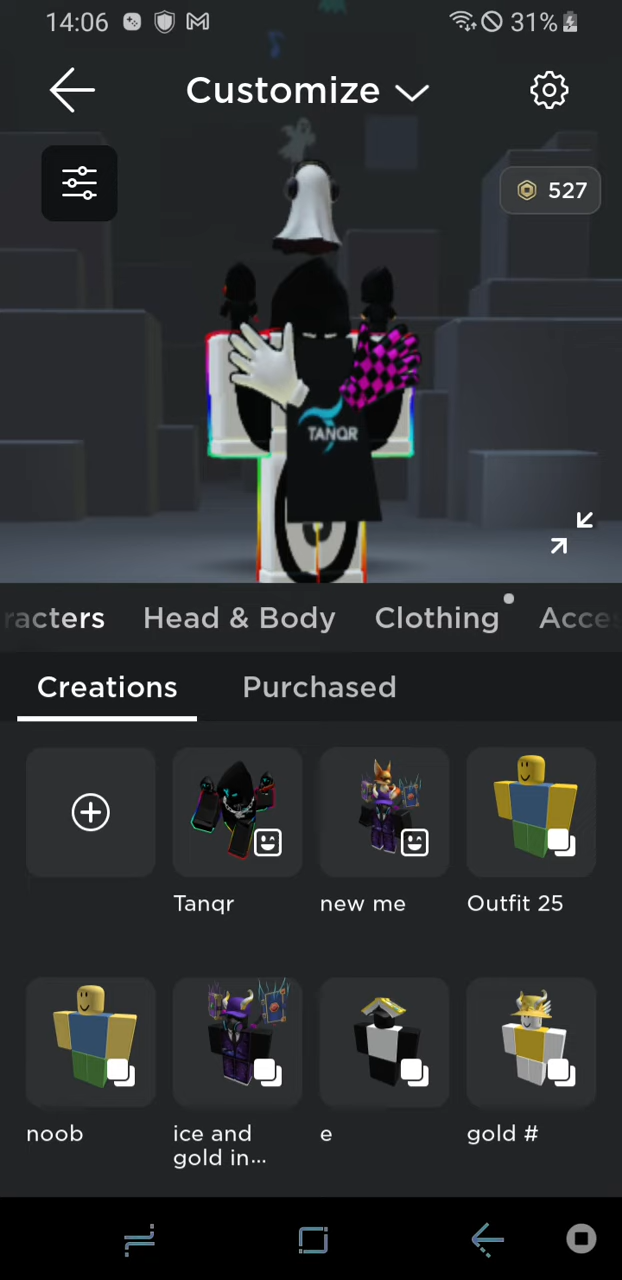 14:06
31%
Customize
527
TANQR
racters Head & Body Clothing Acce
Creations Purchased
Tanqr new me Outfit 25
noob ice and e gold #
gold in...